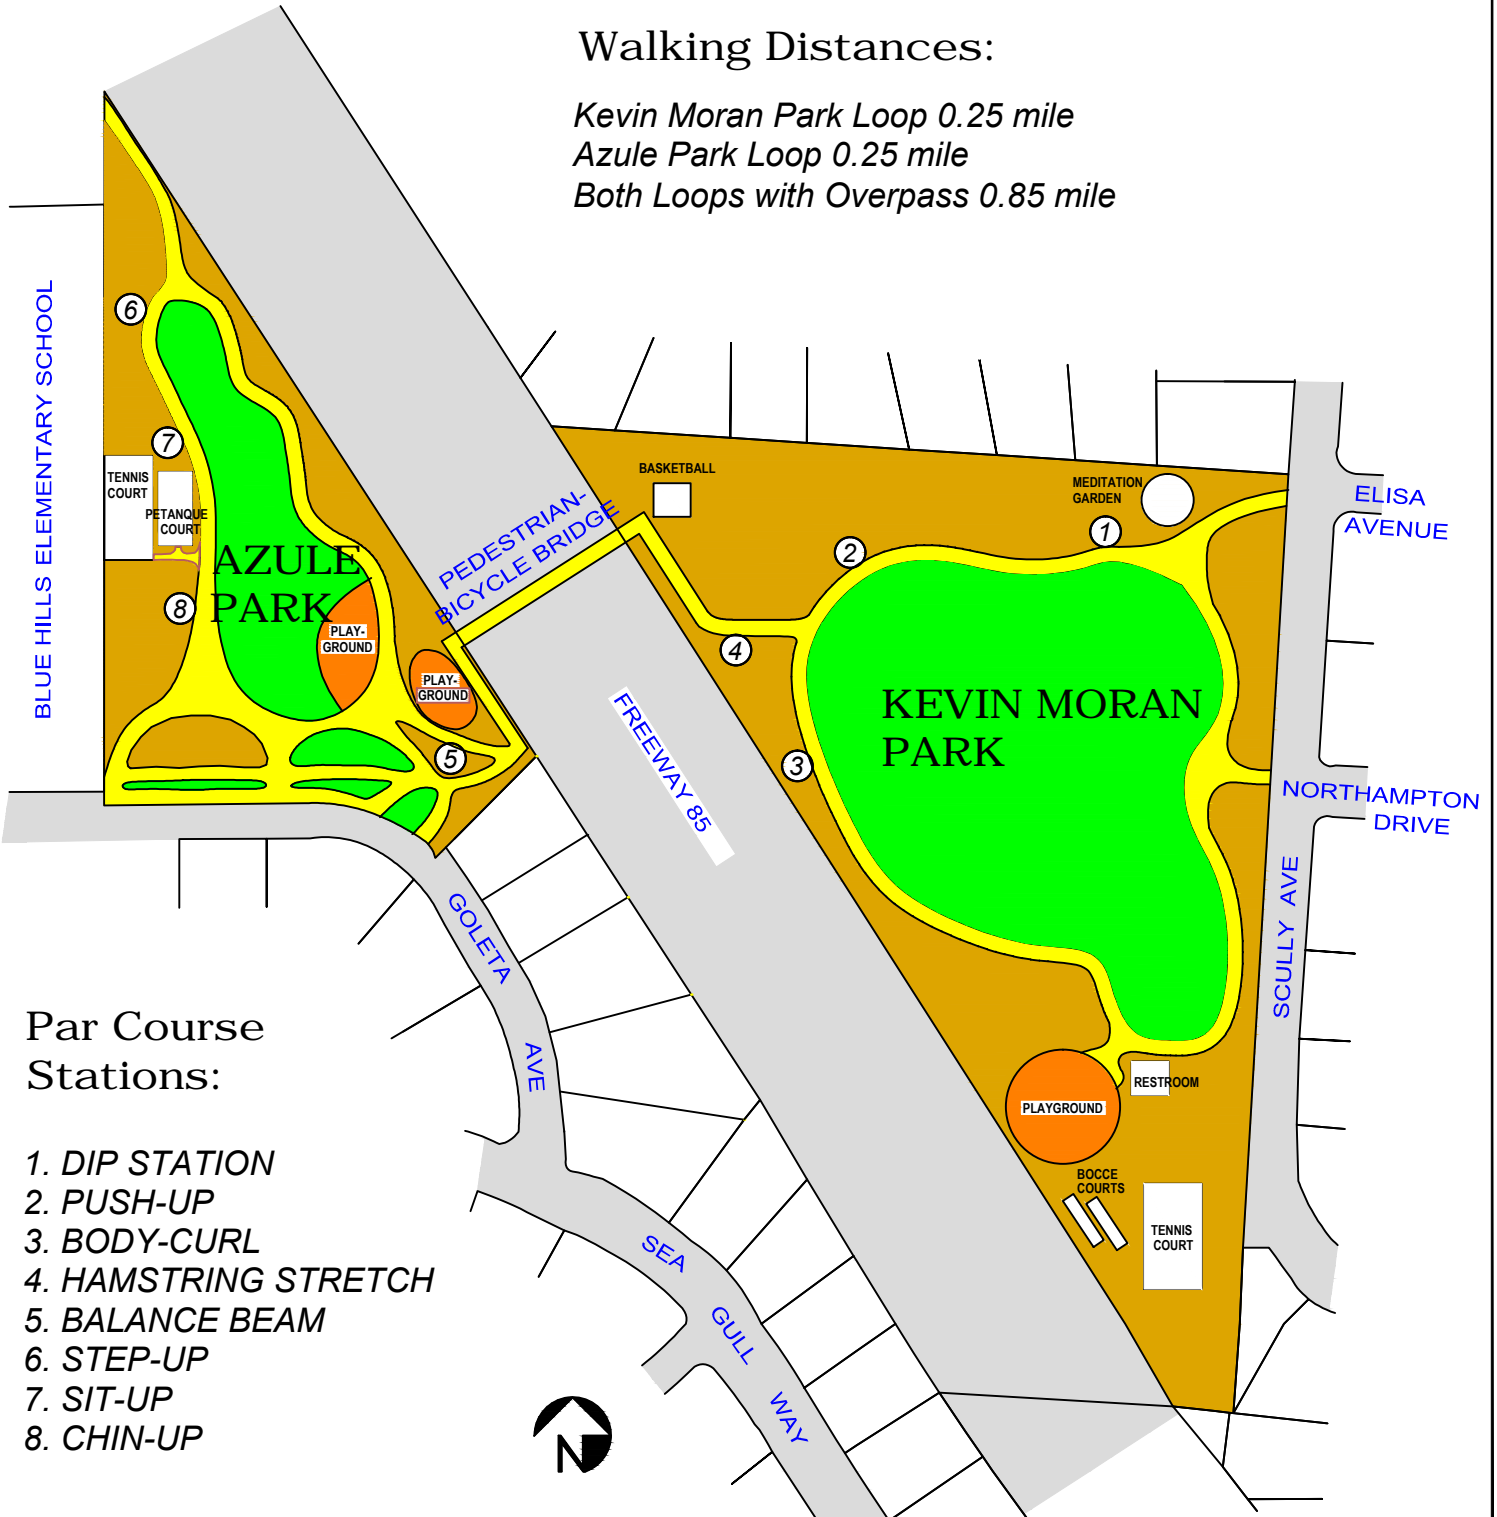 Walking Distances:
Kevin Moran Park Loop 0.25 mile
Azule Park Loop 0.25 mile
Both Loops with Overpass 0.85 mile
BLUE HILLS ELEMENTARY SCHOOL
6
7
TENNIS
COURT
PETANQUE
COURT
8
AZULE
PARK
PLAY-
GROUND
PLAY-
GROUND
5
PEDESTRIAN-
BICYCLE BRIDGE
BASKETBALL
MEDITATION
GARDEN
1
2
4
3
KEVIN MORAN
PARK
ELISA
AVENUE
NORTHAMPTON
DRIVE
SCULLY AVE
FREEWAY 85
GOLETA
AVE
SEA
GULL
WAY
RESTROOM
PLAYGROUND
BOCCE
COURTS
TENNIS
COURT
Par Course
Stations:
1. DIP STATION
2. PUSH-UP
3. BODY-CURL
4. HAMSTRING STRETCH
5. BALANCE BEAM
6. STEP-UP
7. SIT-UP
8. CHIN-UP
N